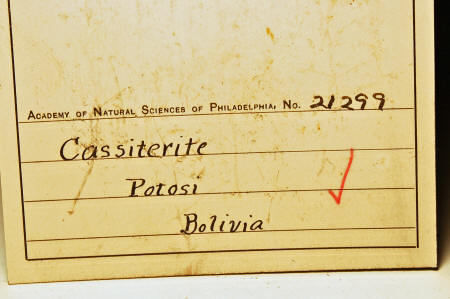 Academy of Natural Sciences of Philadelphia, No. 21299
Cassiterite
Potosi
Bolivia